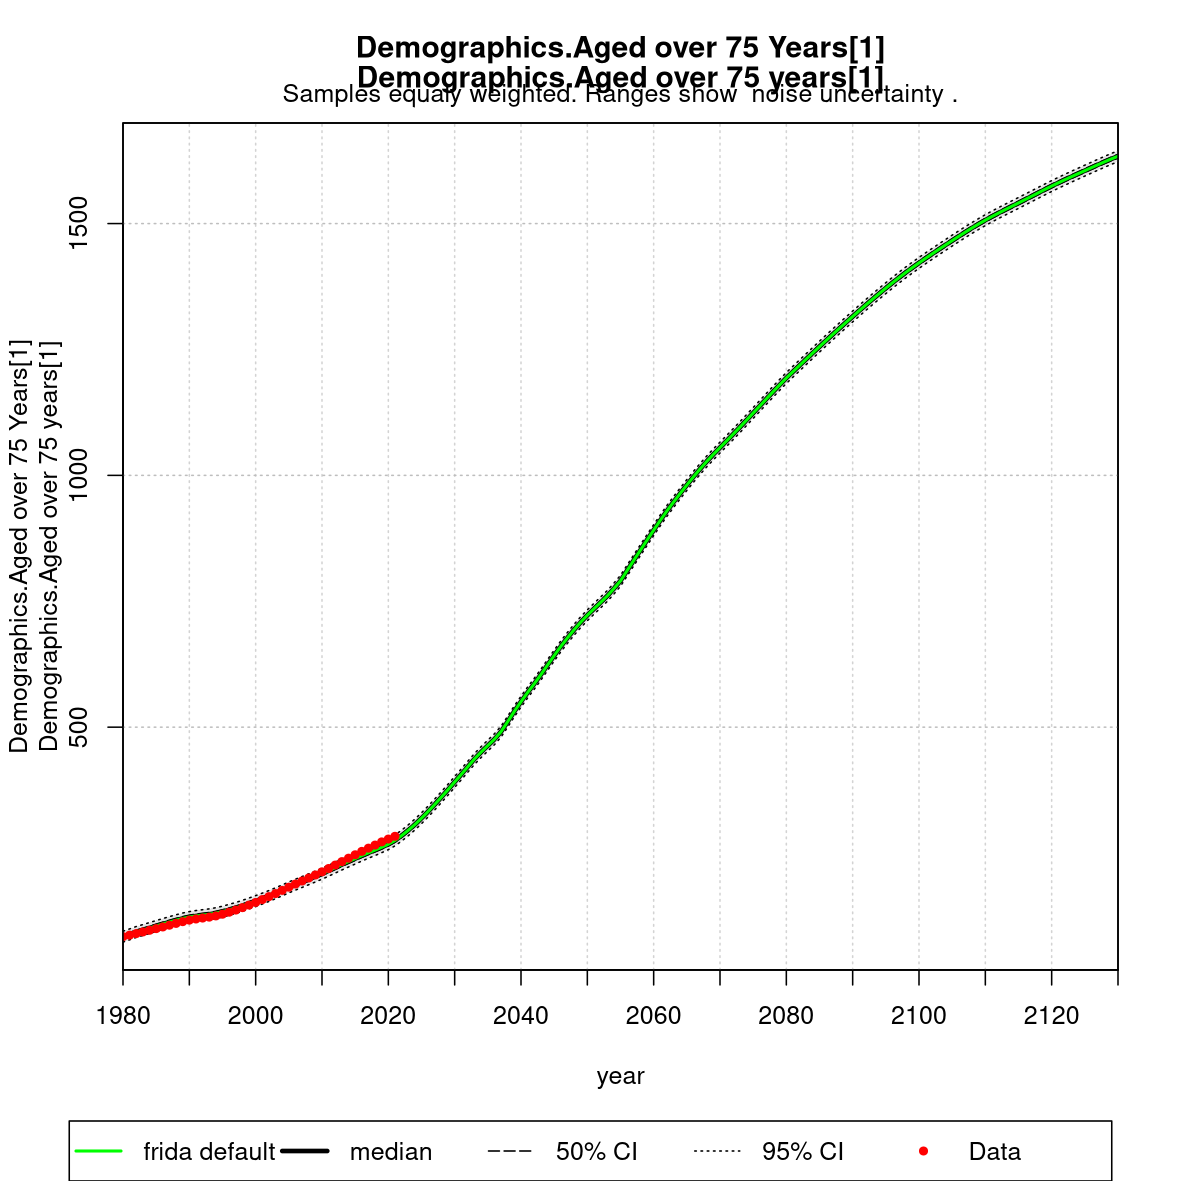 Demographics.Aged over 75 Years[1]
Demographics.Aged over 75 years[1]
Samples equaly weighted. Ranges show  noise uncertainty .
Demographics.Aged over 75 Years[1]
Demographics.Aged over 75 years[1]
1500
1000
500
1980 2000 2020 2040 2060 2080 2100 2120
year
frida default median 50% CI 95% CI Data